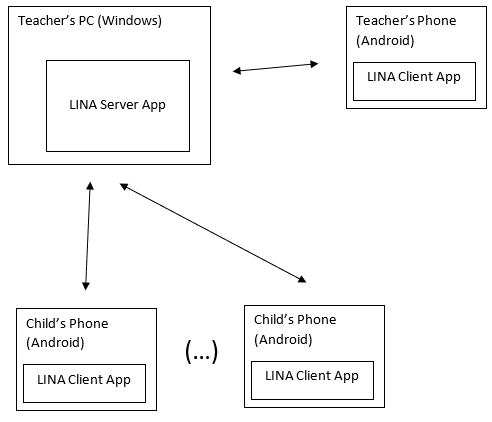 Teacher’s PC (Windows)
LINA Server App
Teacher’s Phone
(Android)
LINA Client App
Child’s Phone
(Android)
LINA Client App
(...)
Child’s Phone
(Android)
LINA Client App